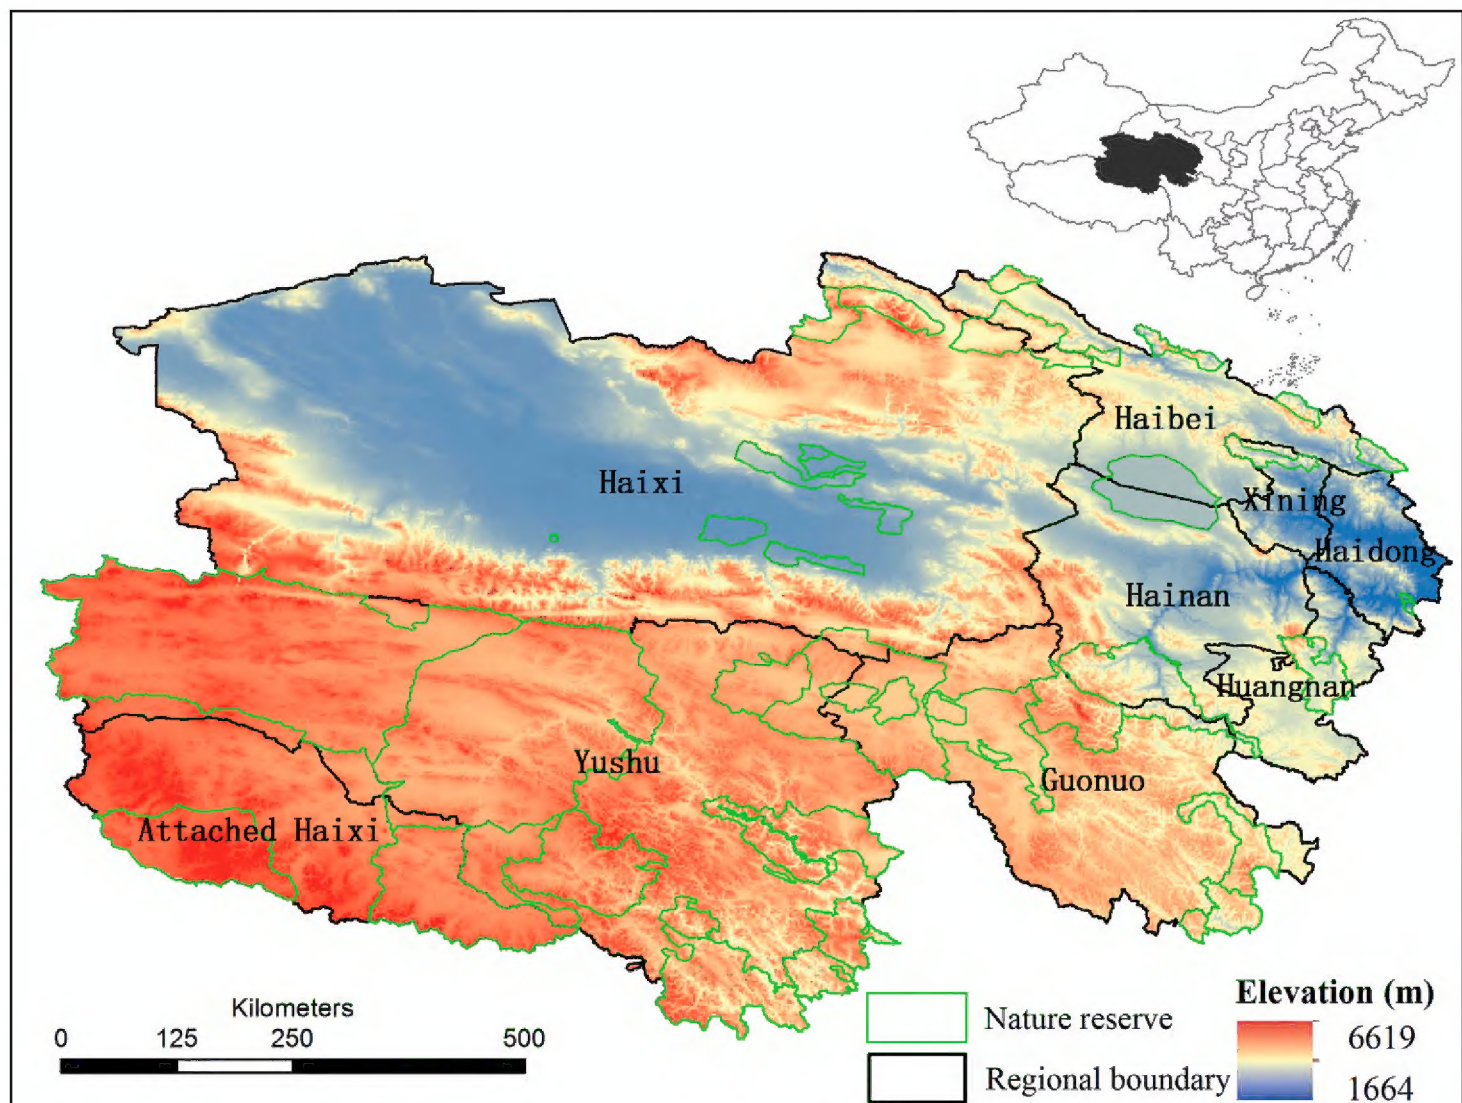 Haibei
Haixi
Xining
Haidong
Hainan
Huangnan
Yushu
Guonuo
Attached Haixi
Kilometers
0 125 250 500
Nature reserve
Regional boundary
Elevation (m)
6619
1664